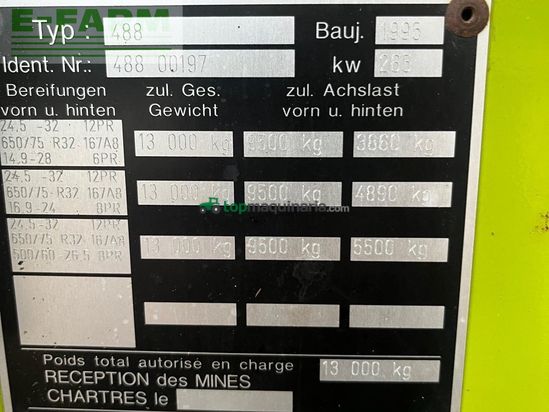 E-FARM
Typ : 488 Bauj. 1995
Ident. Nr.: 488 00197 kw 265
Bereifungen zul. Ges. zul. Achslast
vorn u. hinten Gewicht vorn u. hinten
24.5 -32 12PR
650/75 R32 167A8 13 000 kg 9500 kg 3860 kg
14.9-28 6PR
24.5 -32 12PR
650/75 R32 167A8 13 000 kg 9500 kg 4890 kg
16.9-24 8PR
topmaquinaria.com
24.5-32 12PR
650/75 R32 167A8 13 000 kg 9500 kg 5500 kg
500/60-26.5 8PR
Poids total autorisé en charge 13 000 kg
RECEPTION des MINES
CHARTRES le